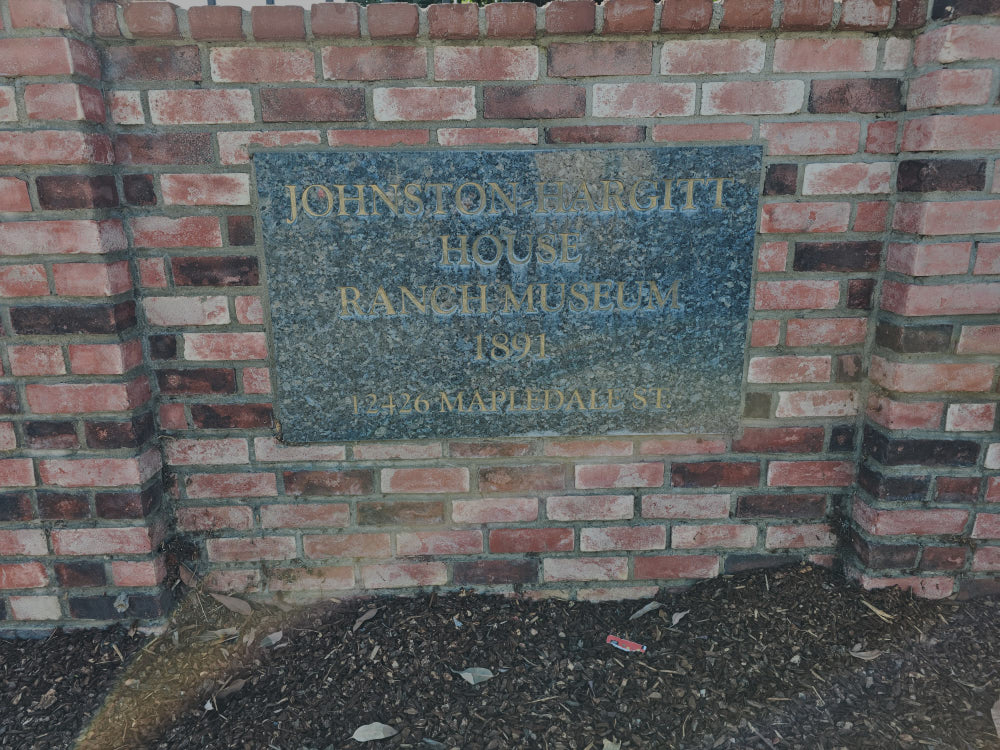 JOHNSTON-HARGITT
HOUSE
RANCH MUSEUM
1891
12426 MAPLEDALE ST.